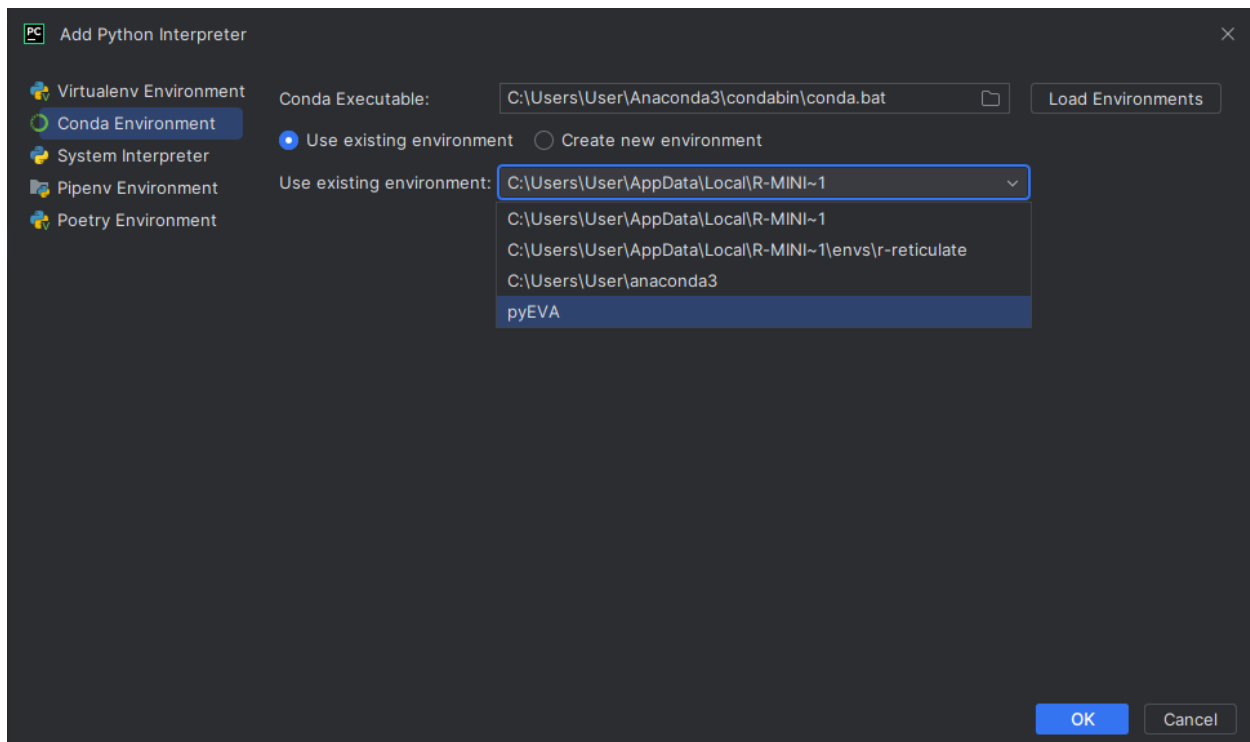 PC Add Python Interpreter
Virtualenv Environment
Conda Environment
System Interpreter
Pipenv Environment
Poetry Environment
Conda Executable: C:\Users\User\Anaconda3\condabin\conda.bat Load Environments
Use existing environment Create new environment
Use existing environment: C:\Users\User\AppData\Local\R-MINI~1
C:\Users\User\AppData\Local\R-MINI~1
C:\Users\User\AppData\Local\R-MINI~1\envs\r-reticulate
C:\Users\User\anaconda3
pyEVA
OK Cancel